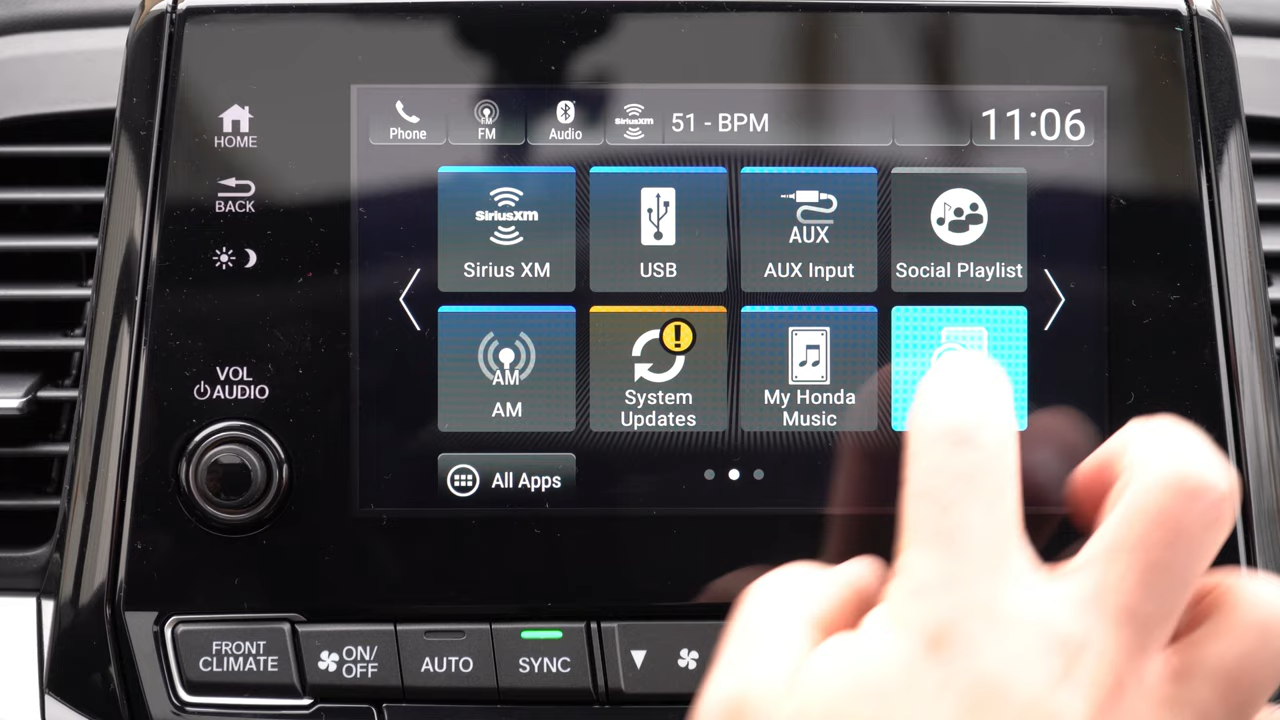 HOME
BACK
VOL
AUDIO
Phone
FM
FM
Audio
SiriusXM
51 - BPM
11:06
SiriusXM
Sirius XM
USB
AUX
AUX Input
Social Playlist
AM
AM
System
Updates
My Honda
Music
All Apps
FRONT
CLIMATE
ON/
OFF
AUTO
SYNC